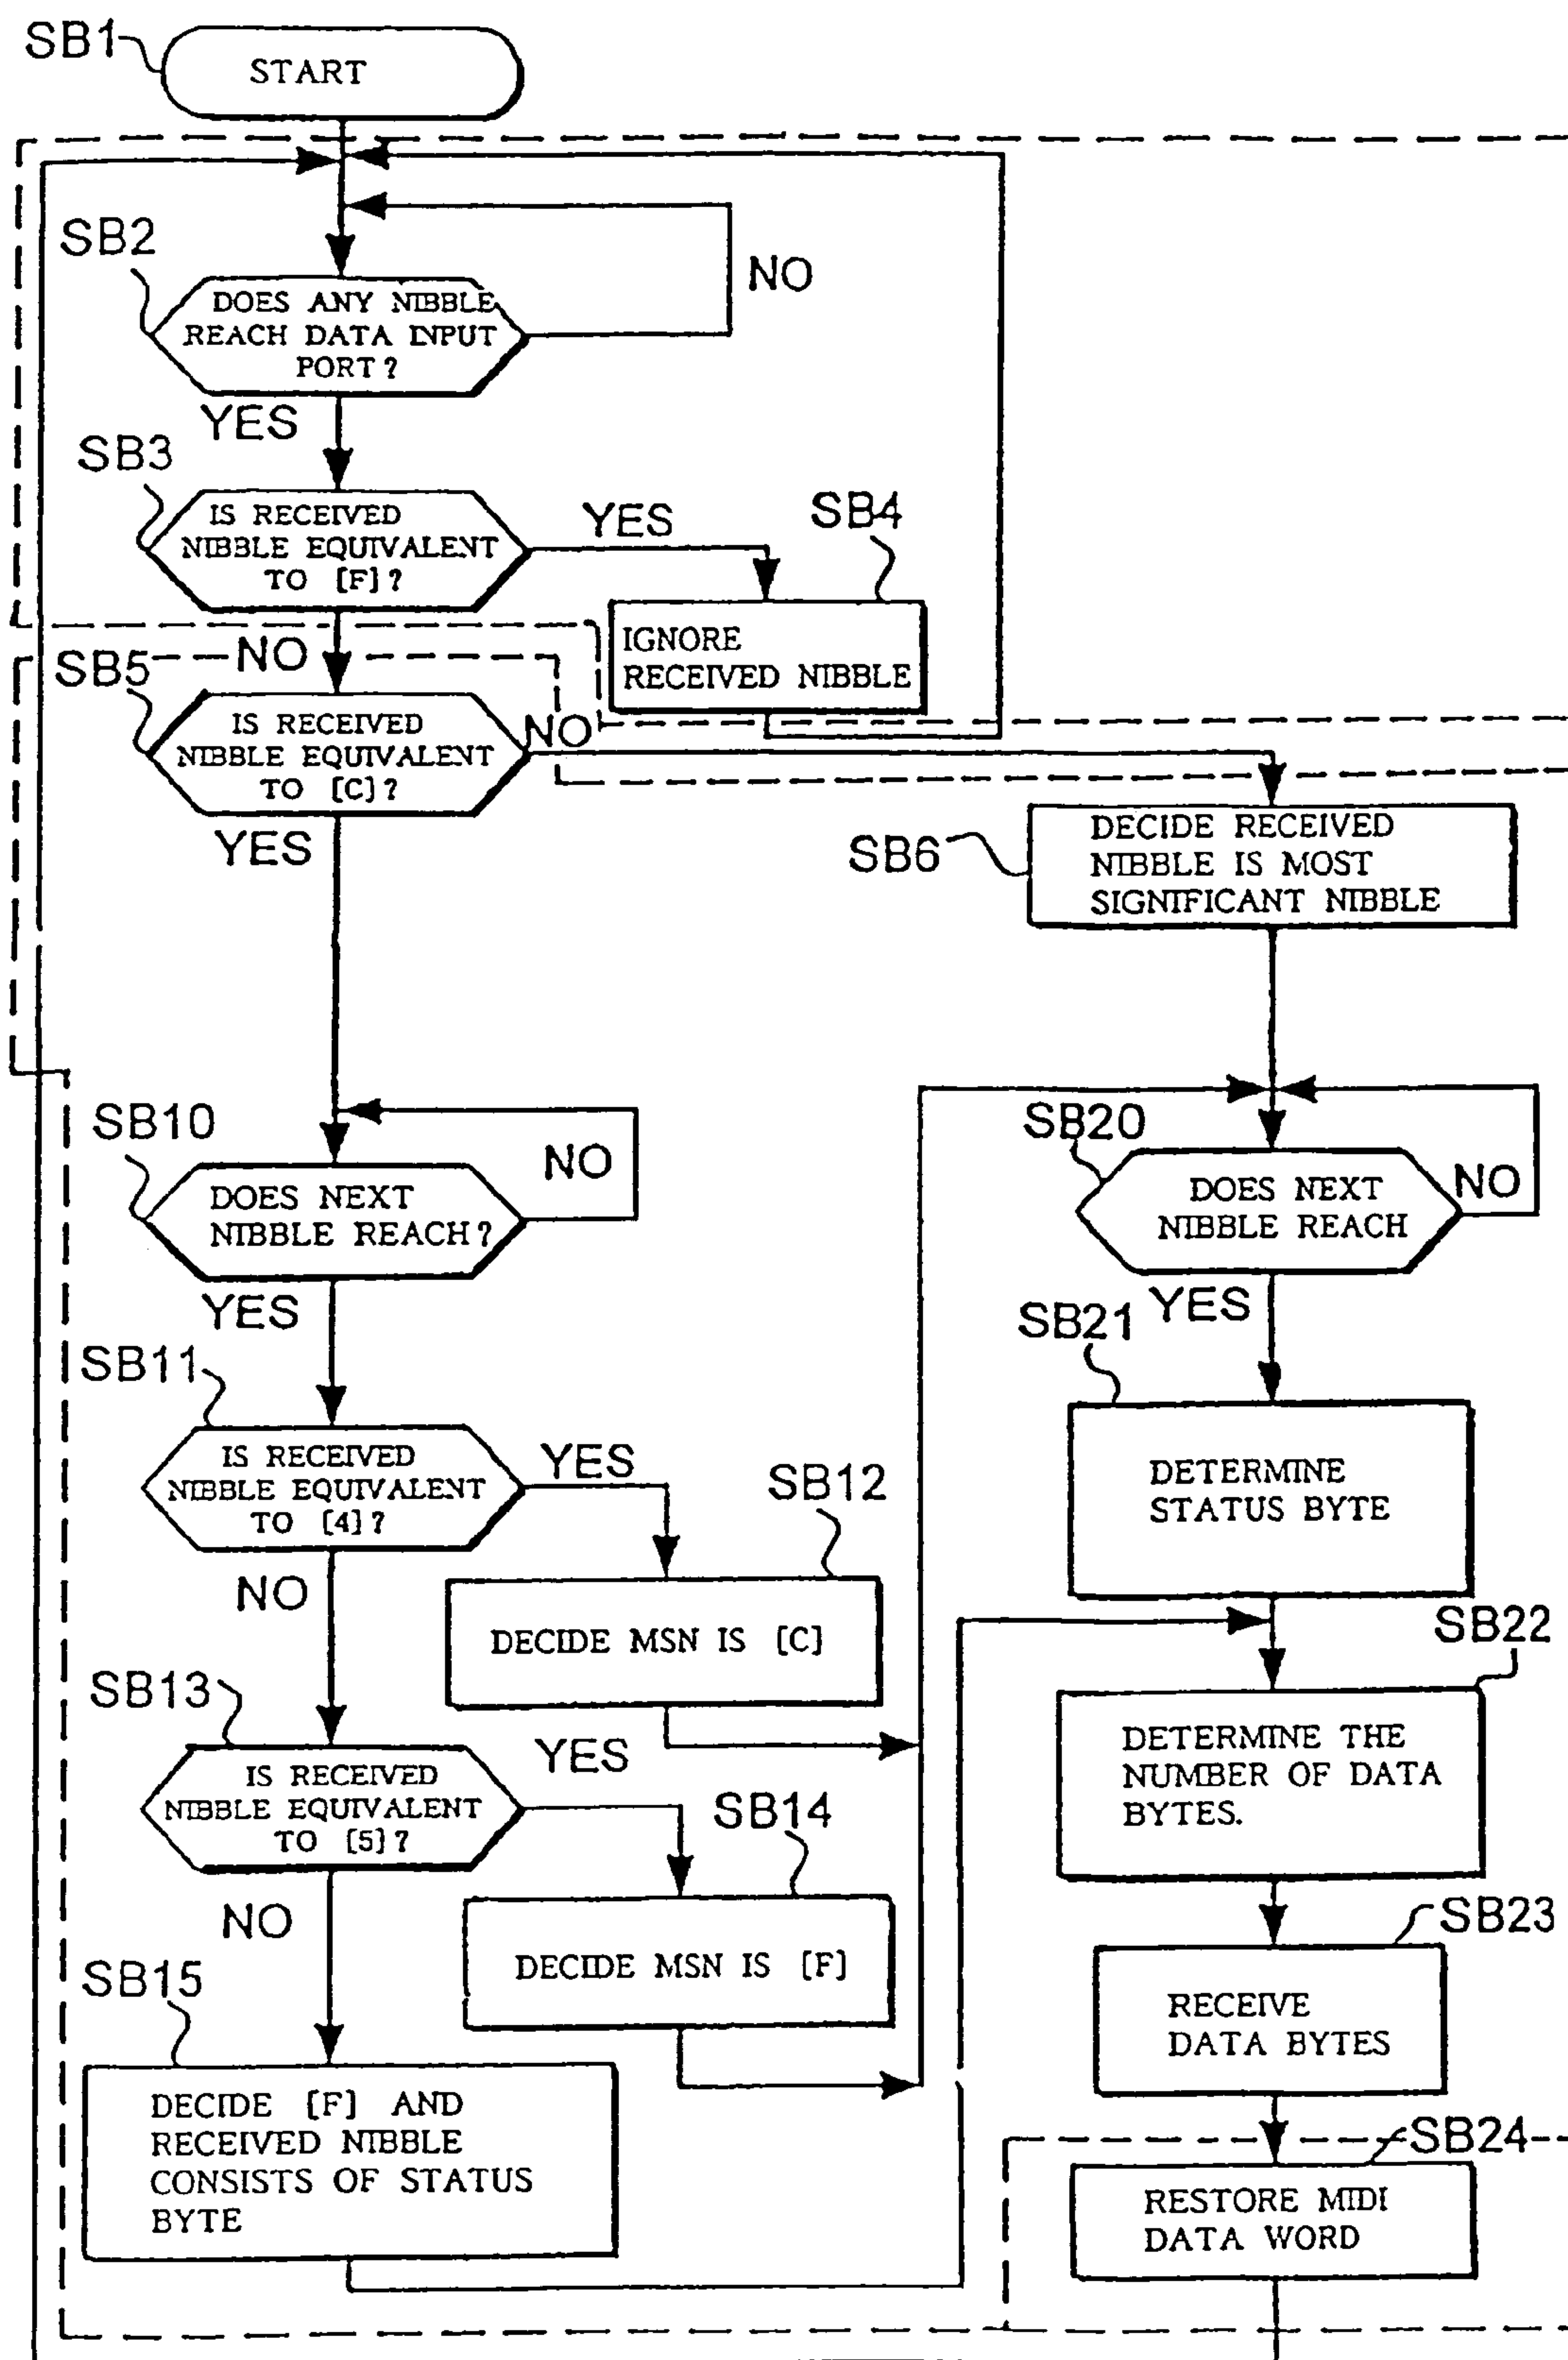 SB1
START
SB2
DOES ANY NIBBLE
REACH DATA INPUT
PORT?
NO
YES
SB3
IS RECEIVED
NIBBLE EQUIVALENT
TO [F]?
YES
SB4
IGNORE
RECEIVED NIBBLE
NO
SB5
IS RECEIVED
NIBBLE EQUIVALENT
TO [C]?
NO
YES
SB6
DECIDE RECEIVED
NIBBLE IS MOST
SIGNIFICANT NIBBLE
SB10
DOES NEXT
NIBBLE REACH?
NO
YES
SB11
IS RECEIVED
NIBBLE EQUIVALENT
TO [4]?
YES
SB12
DECIDE MSN IS [C]
NO
SB13
IS RECEIVED
NIBBLE EQUIVALENT
TO [5]?
YES
SB14
DECIDE MSN IS [F]
NO
SB15
DECIDE [F] AND
RECEIVED NIBBLE
CONSISTS OF STATUS
BYTE
SB20
DOES NEXT
NIBBLE REACH
NO
YES
SB21
DETERMINE
STATUS BYTE
SB22
DETERMINE THE
NUMBER OF DATA
BYTES.
SB23
RECEIVE
DATA BYTES
SB24
RESTORE MIDI
DATA WORD